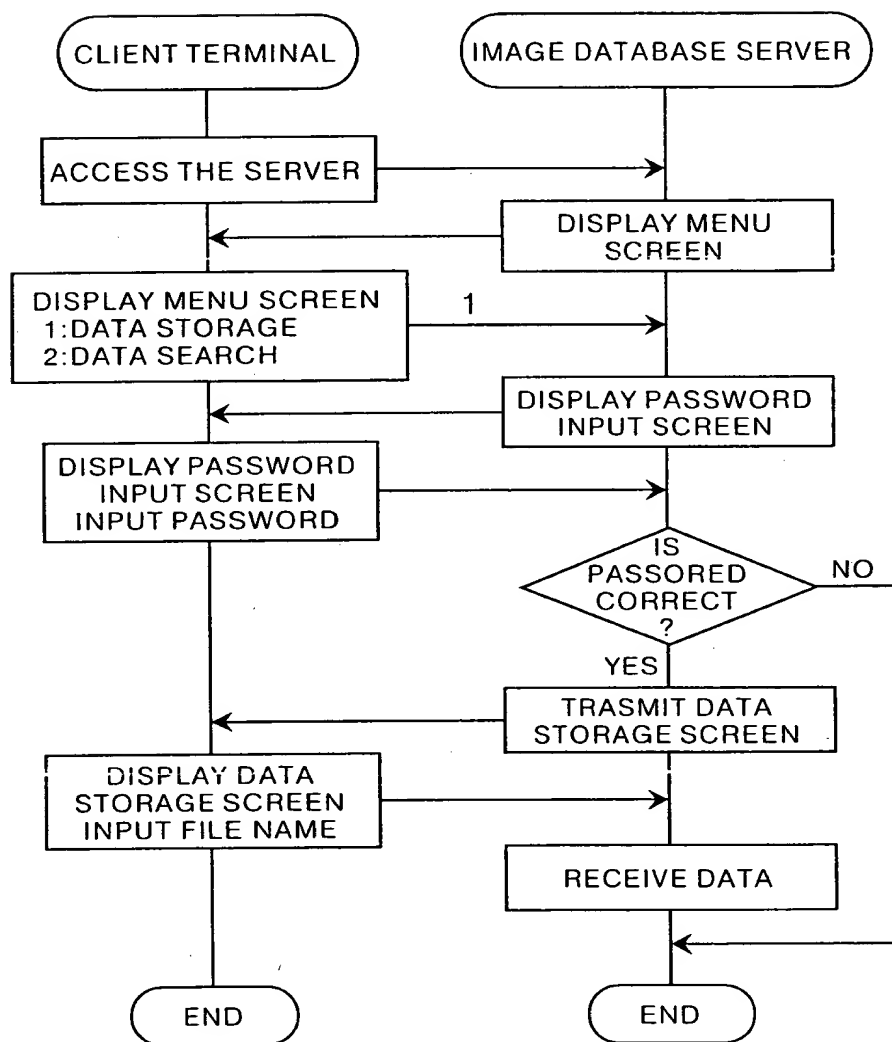 CLIENT TERMINAL
IMAGE DATABASE SERVER
ACCESS THE SERVER
DISPLAY MENU
SCREEN
DISPLAY MENU SCREEN
1:DATA STORAGE
2:DATA SEARCH
1
DISPLAY PASSWORD
INPUT SCREEN
DISPLAY PASSWORD
INPUT SCREEN
INPUT PASSWORD
IS
PASSORED
CORRECT
?
NO
YES
TRASMIT DATA
STORAGE SCREEN
DISPLAY DATA
STORAGE SCREEN
INPUT FILE NAME
RECEIVE DATA
END
END